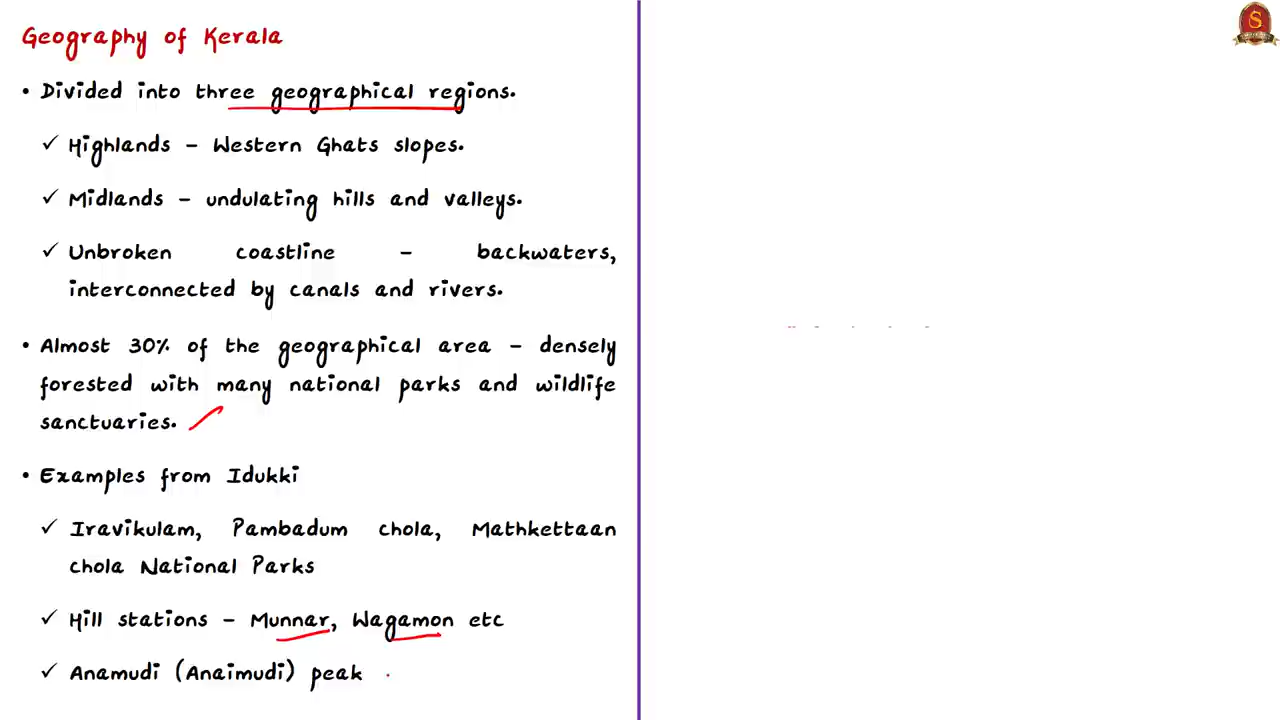 Geography of Kerala
• Divided into three geographical regions.
✓ Highlands – Western Ghats slopes.
✓ Midlands – undulating hills and valleys.
✓ Unbroken coastline – backwaters,
interconnected by canals and rivers.
• Almost 30% of the geographical area – densely
forested with many national parks and wildlife
sanctuaries.
• Examples from Idukki
✓ Iravikulam, Pambadum chola, Mathkettaan
chola National Parks
✓ Hill stations – Munnar, Wagamon etc
✓ Anamudi (Anaimudi) peak
S